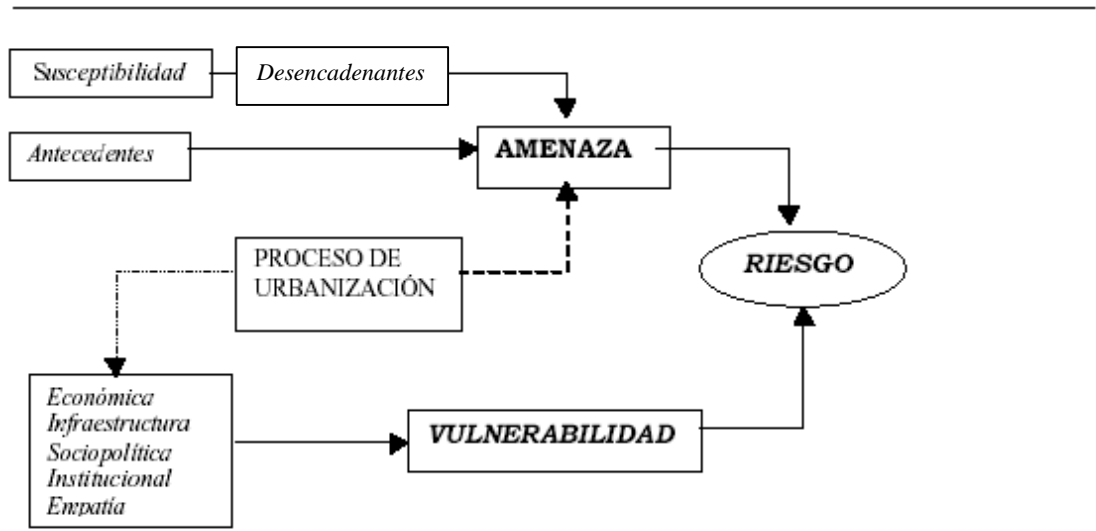 Susceptibilidad
Desencadenantes
Antecedentes
AMENAZA
PROCESO DE
URBANIZACIÓN
RIESGO
Económica
Infraestructura
Sociopolítica
Institucional
Empatía
VULNERABILIDAD